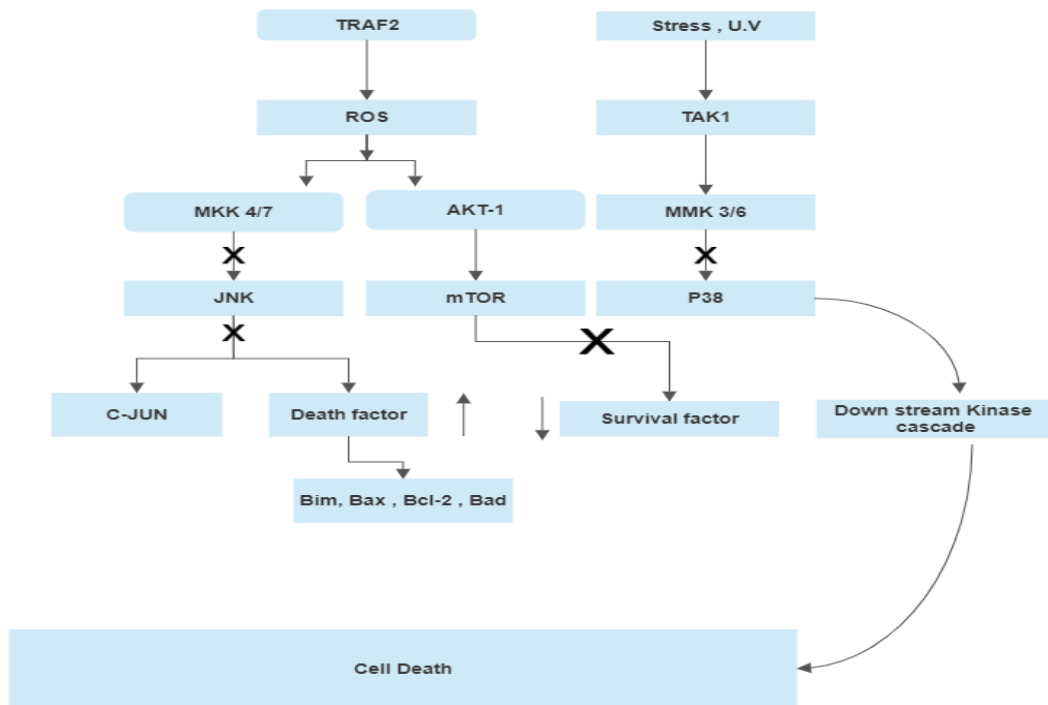 TRAF2
Stress , U.V
ROS
TAK1
MKK 4/7
AKT-1
MMK 3/6
JNK
mTOR
P38
C-JUN
Death factor
Survival factor
Down stream Kinase
cascade
Bim, Bax , Bcl-2 , Bad
Cell Death